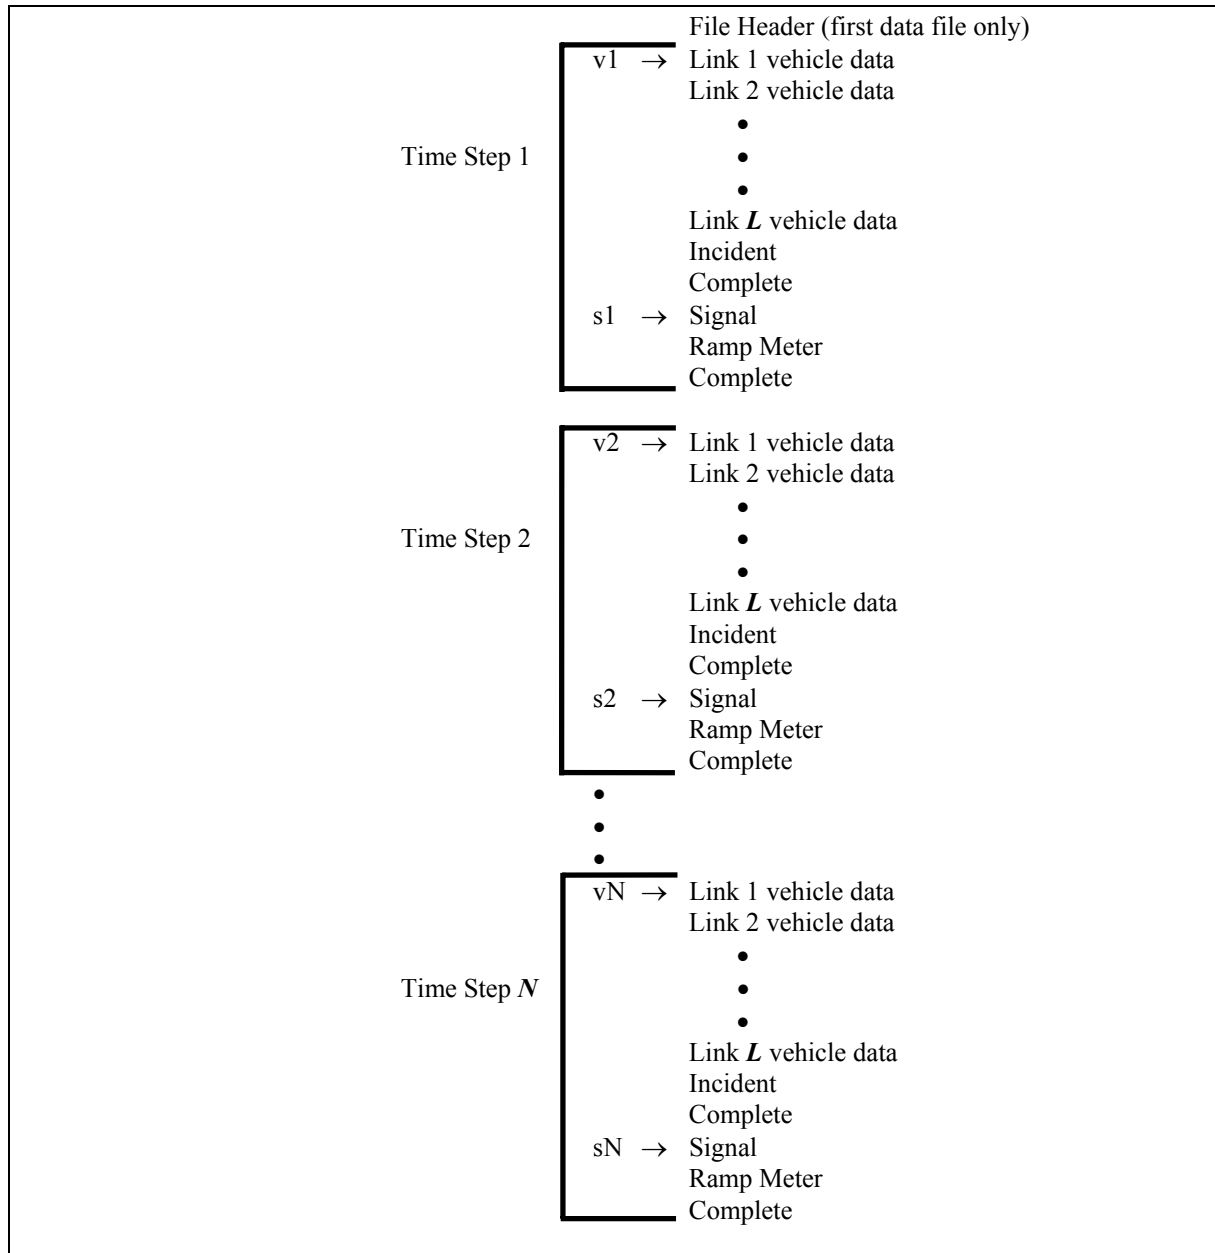 File Header (first data file only)
v1 → Link 1 vehicle data
Link 2 vehicle data
•
Time Step 1 •
•
Link L vehicle data
Incident
Complete
s1 → Signal
Ramp Meter
Complete
v2 → Link 1 vehicle data
Link 2 vehicle data
•
Time Step 2 •
•
Link L vehicle data
Incident
Complete
s2 → Signal
Ramp Meter
Complete
•
•
•
vN → Link 1 vehicle data
Link 2 vehicle data
•
Time Step N •
•
Link L vehicle data
Incident
Complete
sN → Signal
Ramp Meter
Complete